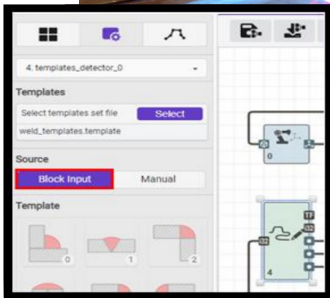 4. templates_detector_0
Templates
Select templates set file
Select
weld_templates.template
Source
Block Input
Manual
Template
0
1
2
0
4